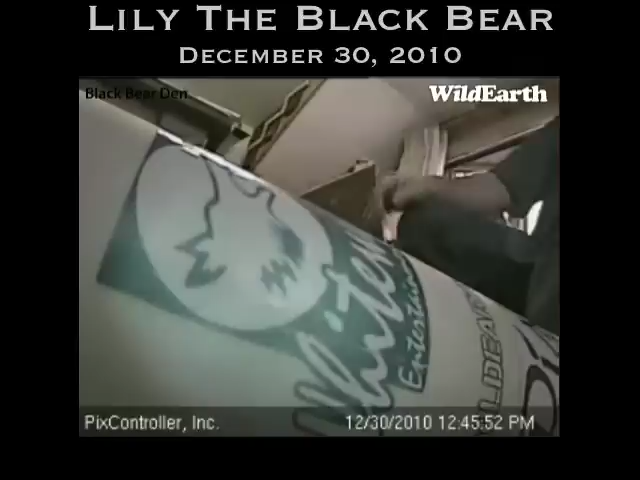 Lily The Black Bear
December 30, 2010
Black Bear Den
WildEarth
Entertain
PixController, Inc.
12/30/2010 12:45:52 PM